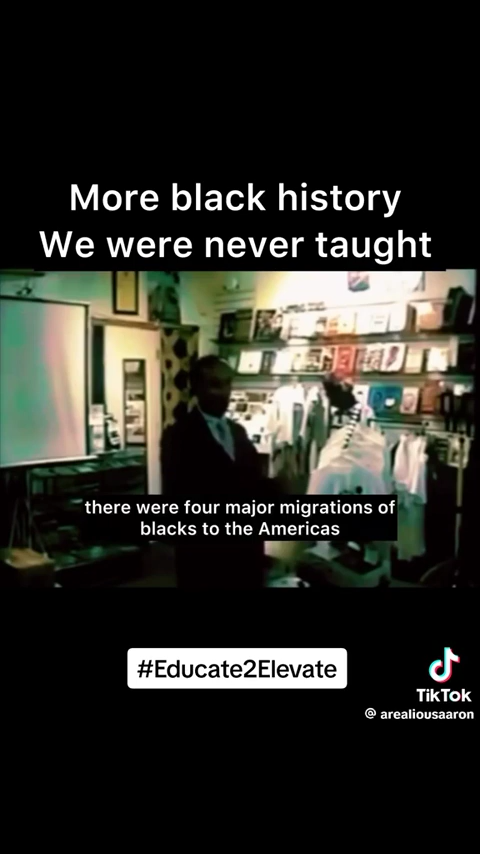 More black history
We were never taught
there were four major migrations of
blacks to the Americas
#Educate2Elevate
TikTok
@ arealiousaaron